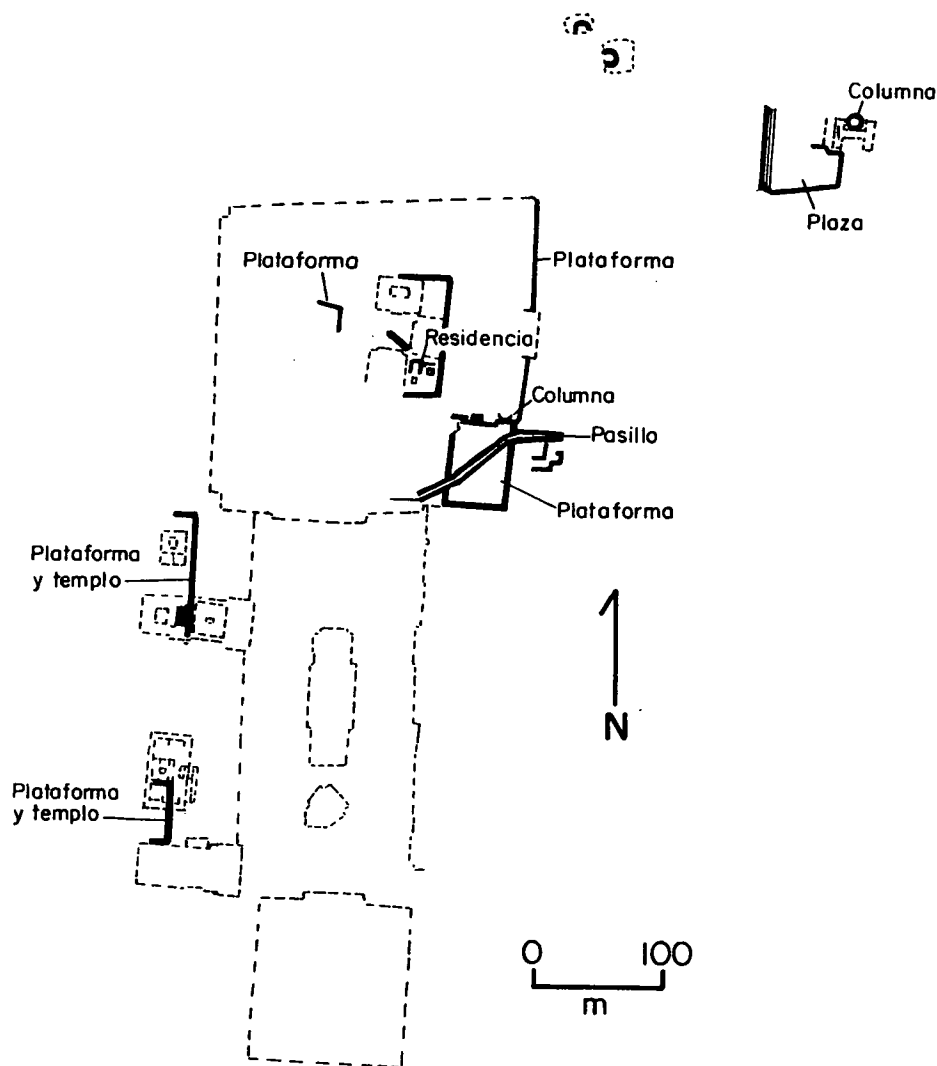 Columna
Plaza
Plataforma
Plataforma
Residencia
Columna
Pasillo
Plataforma
Plataforma
y templo
N
Plataforma
y templo
0 100
m